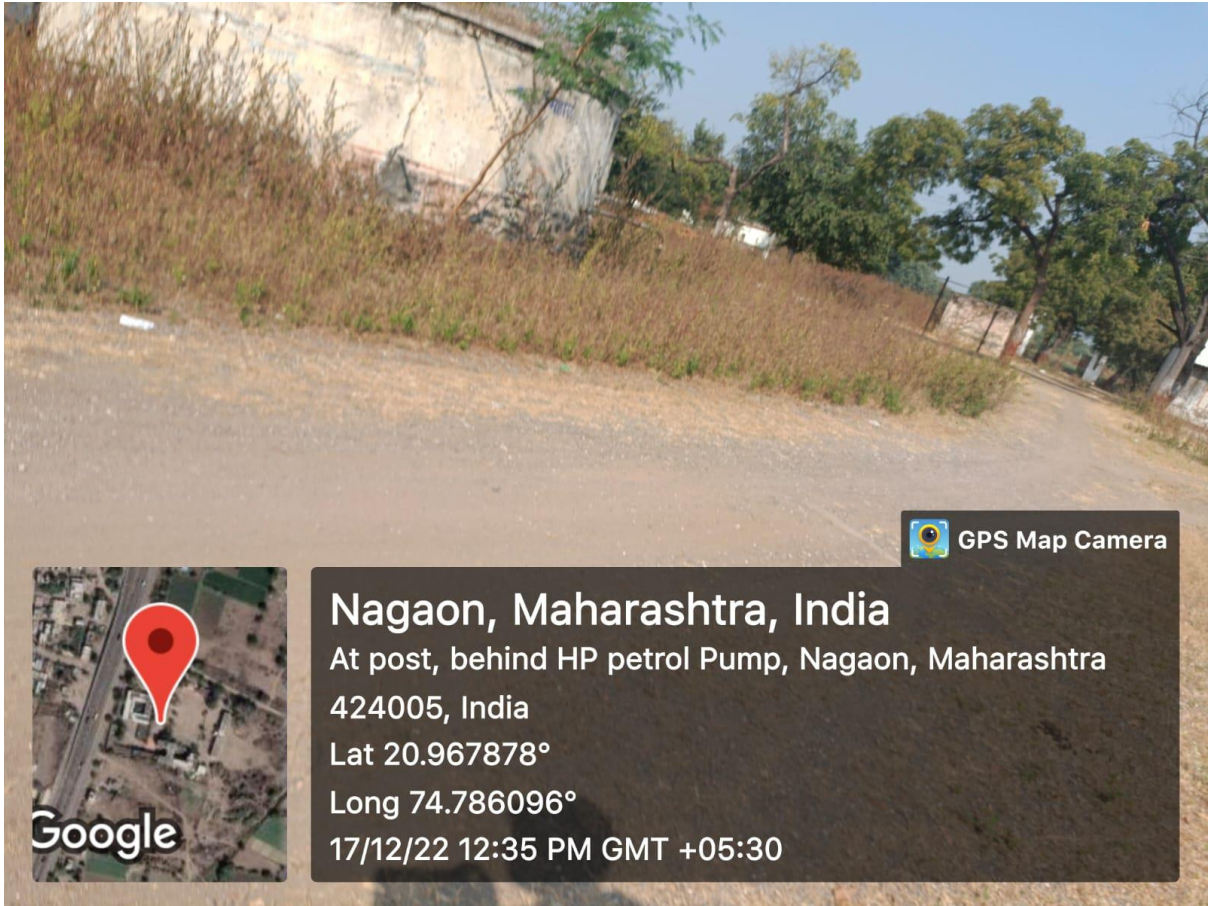 GPS Map Camera
Nagaon, Maharashtra, India
At post, behind HP petrol Pump, Nagaon, Maharashtra
424005, India
Lat 20.967878°
Long 74.786096°
17/12/22 12:35 PM GMT +05:30
Google